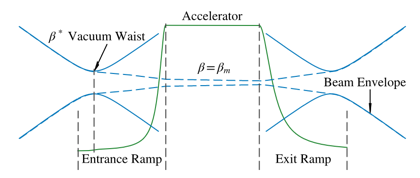 Accelerator
β* Vacuum Waist
β=βm
Beam Envelope
Entrance Ramp
Exit Ramp